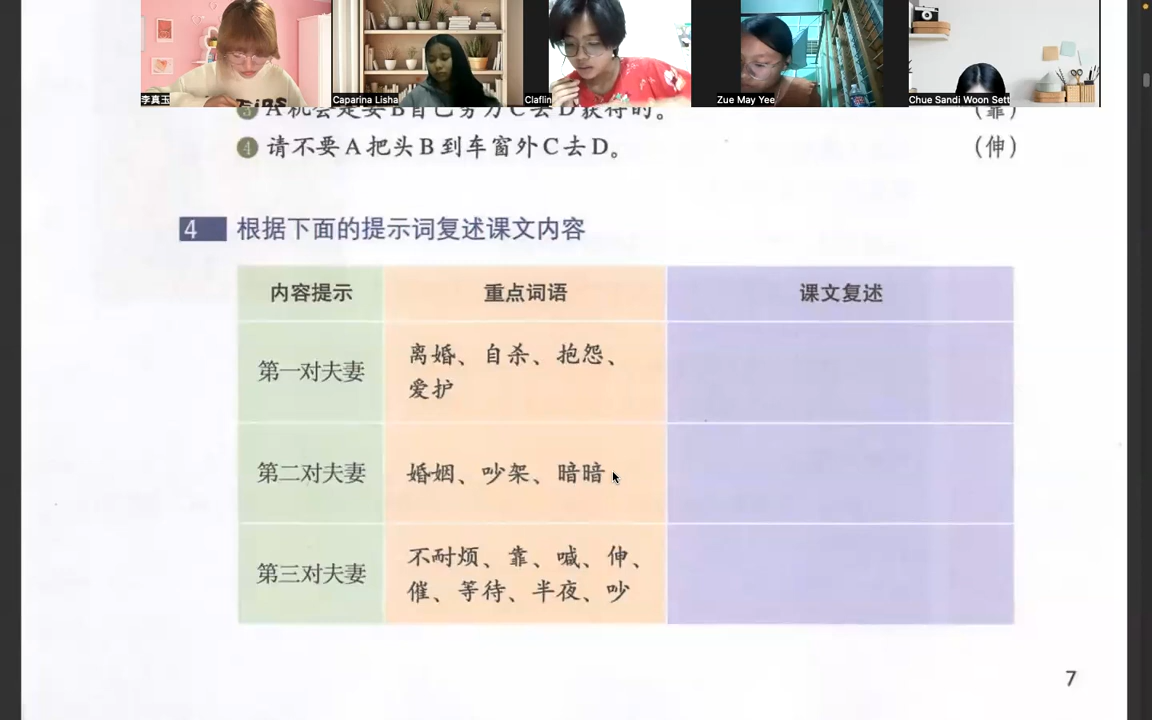 李真玉
Caparina Lisha
Claflin
Zue May Yee
Chue Sandi Woon Sett
3 A机会是要B自己努力C去D获得的。 （靠）
4 请不要A把头B到车窗外C去D。 （伸）
4 根据下面的提示词复述课文内容
内容提示 重点词语 课文复述
第一对夫妻 离婚、自杀、抱怨、
爱护
第二对夫妻 婚姻、吵架、暗暗
第三对夫妻 不耐烦、靠、喊、伸、
催、等待、半夜、吵
7